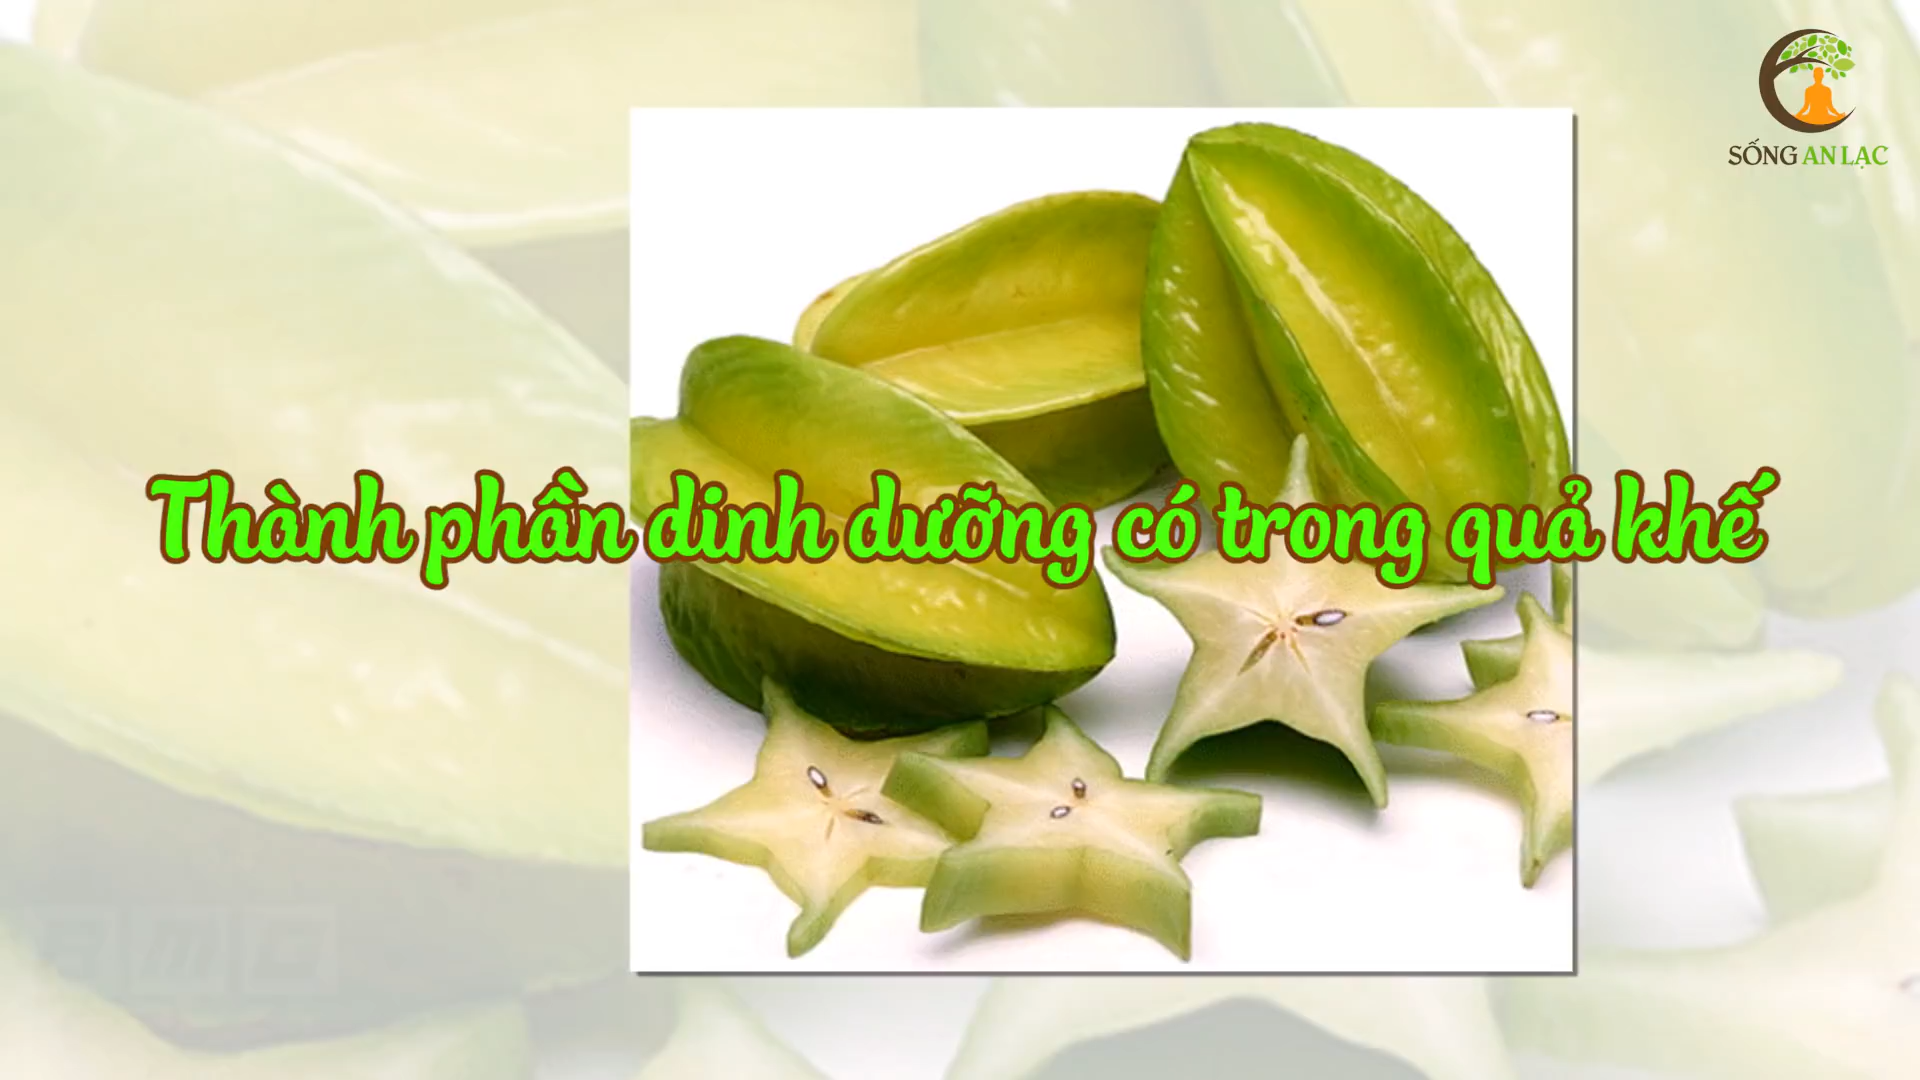 SỐNG AN LẠC
Thành phần dinh dưỡng có trong quả khế